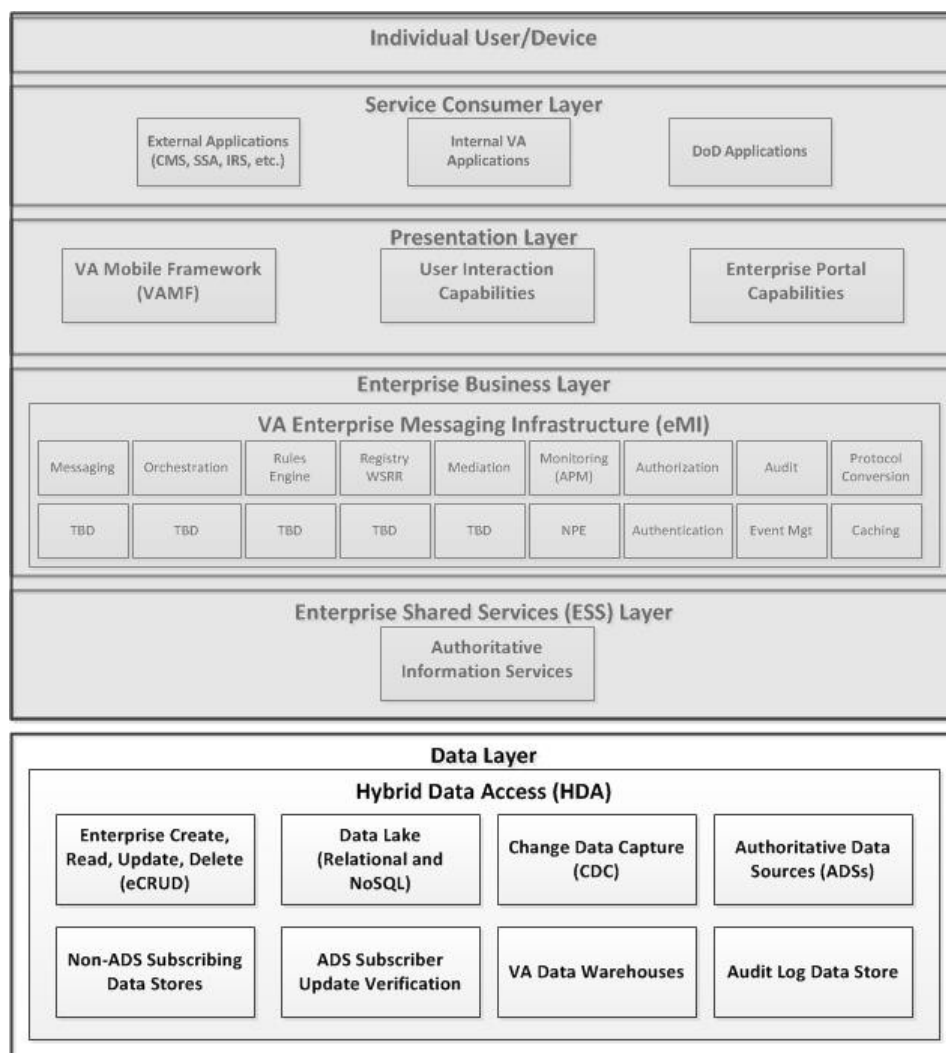 Individual User/Device
Service Consumer Layer
External Applications
(CMS, SSA, IRS, etc.)
Internal VA
Applications
DoD Applications
Presentation Layer
VA Mobile Framework
(VAMF)
User Interaction
Capabilities
Enterprise Portal
Capabilities
Enterprise Business Layer
VA Enterprise Messaging Infrastructure (eMI)
Messaging
Orchestration
Rules
Engine
Registry
WSRR
Mediation
Monitoring
(APM)
Authorization
Audit
Protocol
Conversion
TBD
TBD
TBD
TBD
TBD
NPE
Authentication
Event Mgt
Caching
Enterprise Shared Services (ESS) Layer
Authoritative
Information Services
Data Layer
Hybrid Data Access (HDA)
Enterprise Create,
Read, Update, Delete
(eCRUD)
Data Lake
(Relational and
NoSQL)
Change Data Capture
(CDC)
Authoritative Data
Sources (ADSs)
Non-ADS Subscribing
Data Stores
ADS Subscriber
Update Verification
VA Data Warehouses
Audit Log Data Store